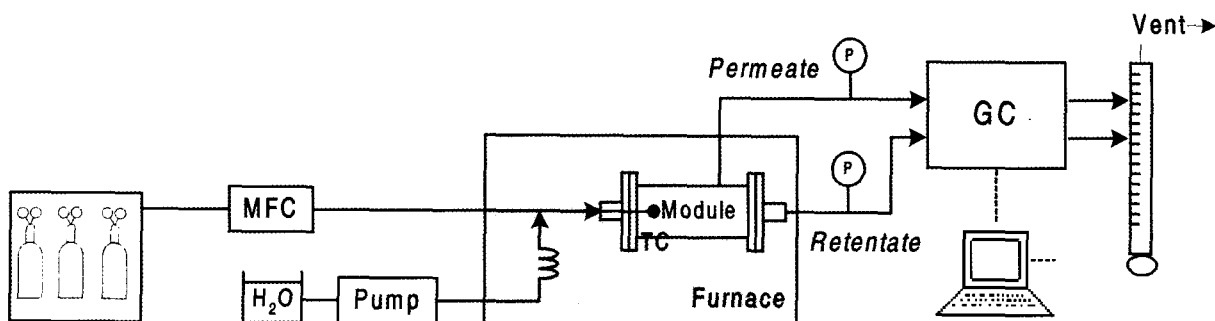 Vent
P
Permeate
GC
P
MFC
Module
TC
Retentate
H₂O
Pump
Furnace